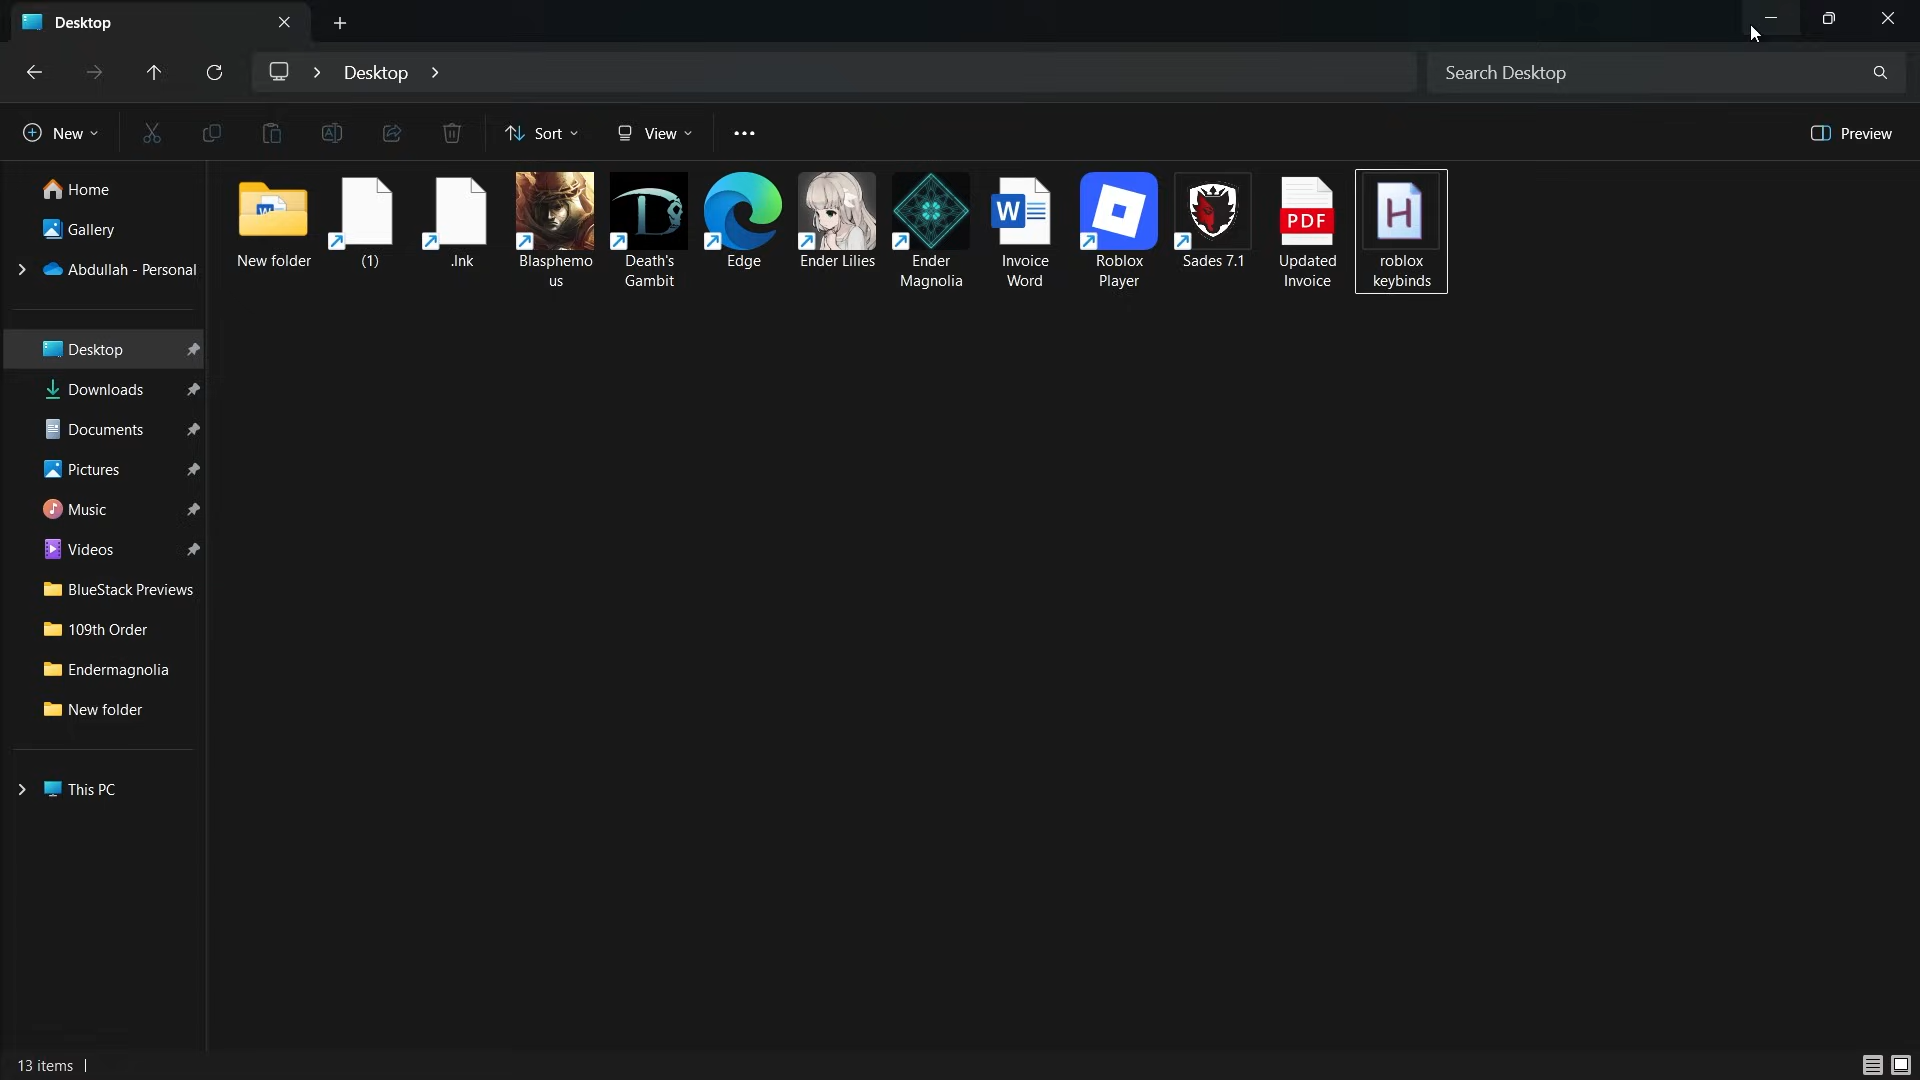 Desktop
Desktop
Search Desktop
New
Sort
View
Preview
Home
Gallery
Abdullah - Personal
Desktop
Downloads
Documents
Pictures
Music
Videos
BlueStack Previews
109th Order
Endermagnolia
New folder
This PC
W
New folder
(1)
.lnk
Blasphemo
us
D
Death's
Gambit
Edge
Ender Lilies
Ender
Magnolia
W
Invoice
Word
Roblox
Player
Sades 7.1
PDF
Updated
Invoice
H
roblox
keybinds
13 items